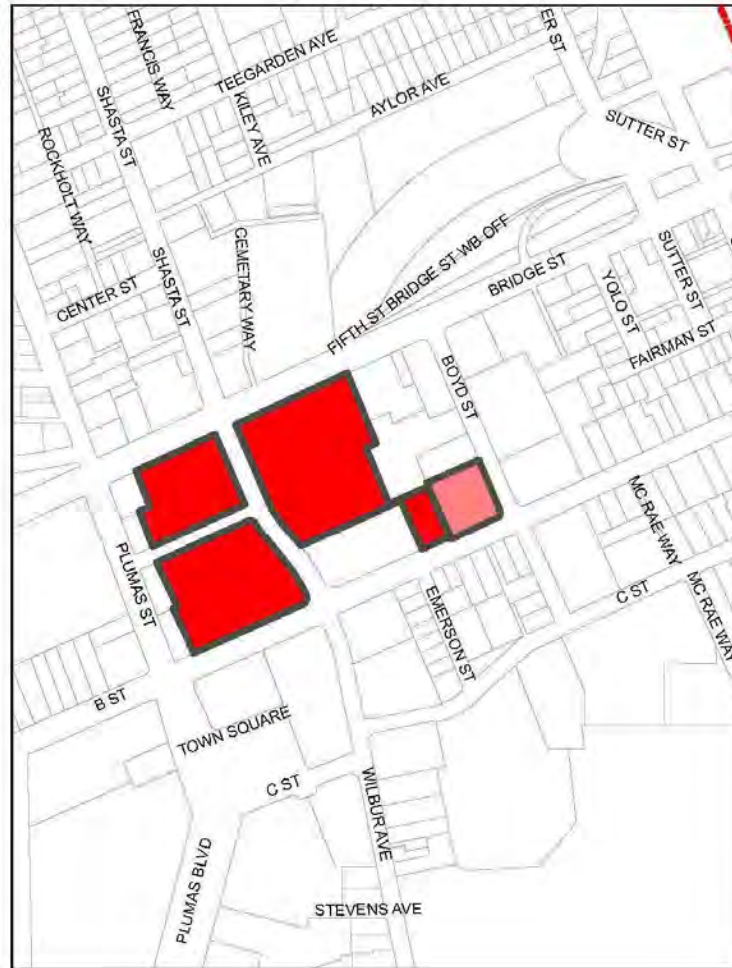 FRANCIS WAY
TEEGARDEN AVE
ER ST
SHASTA ST
KILEY AVE
AYLOR AVE
SUTTER ST
ROCKHOLT WAY
SHASTA ST
CEMETARY WAY
CENTER ST
FIFTH ST BRIDGE ST WB OFF
BRIDGE ST
SUTTER ST
YOLO ST
FAIRMAN ST
BOYD ST
PLUMAS ST
MC RAE WAY
MC RAE WAY
EMERSON ST
C ST
B ST
TOWN SQUARE
C ST
WILBUR AVE
PLUMAS BLVD
STEVENS AVE